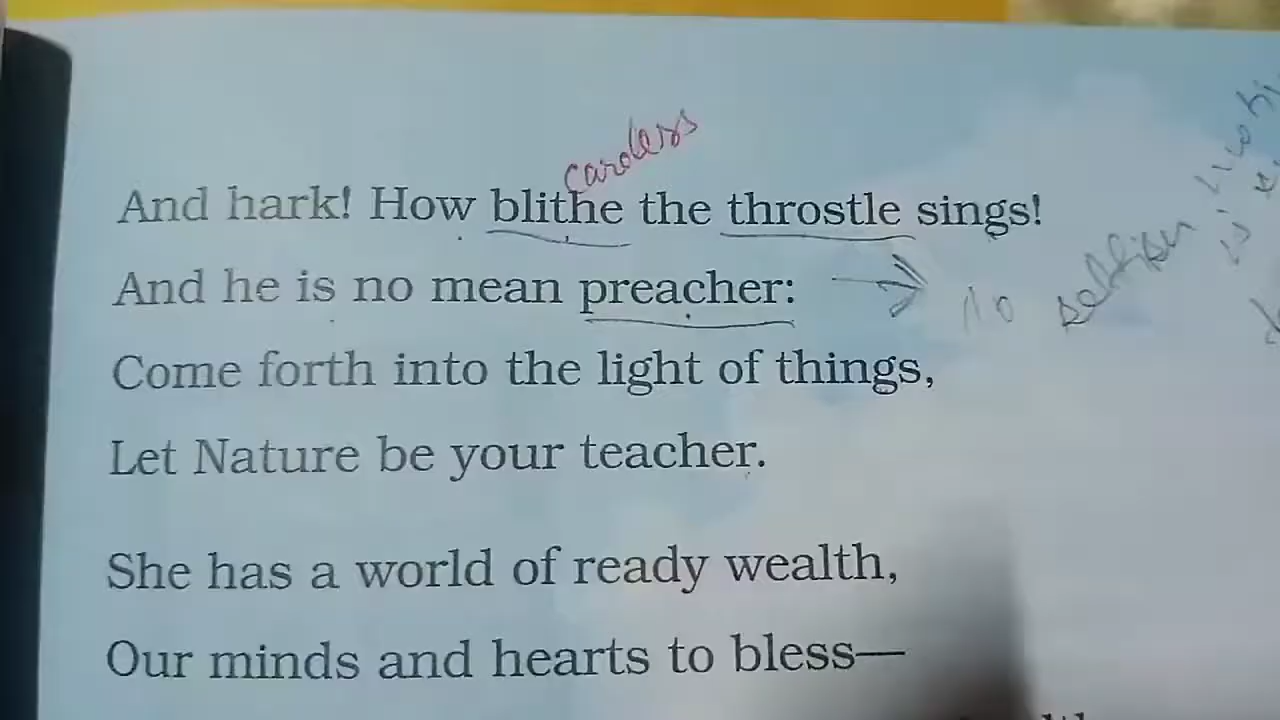 careless
And hark! How blithe the throstle sings!
And he is no mean preacher:
no selfish
Come forth into the light of things,
Let Nature be your teacher.
She has a world of ready wealth,
Our minds and hearts to bless—